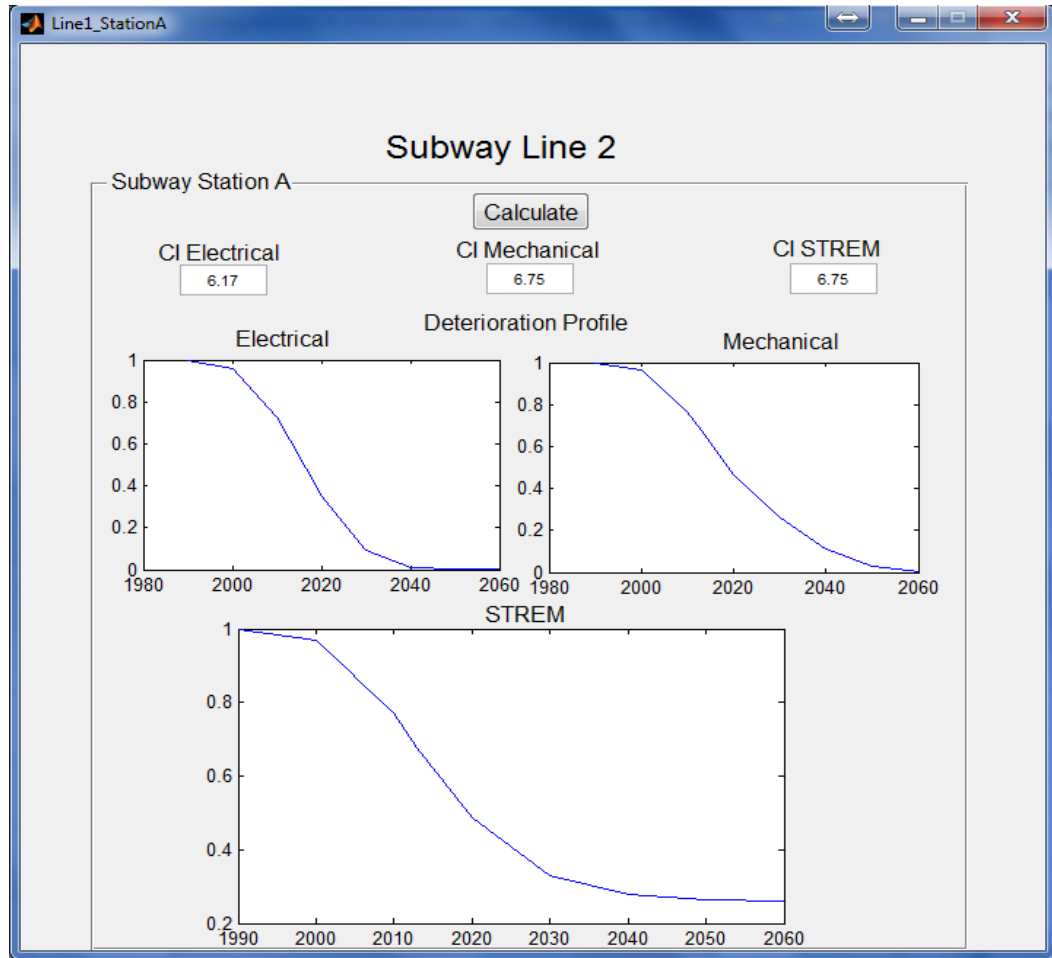 Line1_StationA
Subway Line 2
Subway Station A
Calculate
CI Electrical
CI Mechanical
CI STREM
6.17
6.75
6.75
Deterioration Profile
Electrical
Mechanical
1
0.8
0.6
0.4
0.2
0
1980 2000 2020 2040 2060
1
0.8
0.6
0.4
0.2
0
1980 2000 2020 2040 2060
STREM
1
0.8
0.6
0.4
0.2
1990 2000 2010 2020 2030 2040 2050 2060